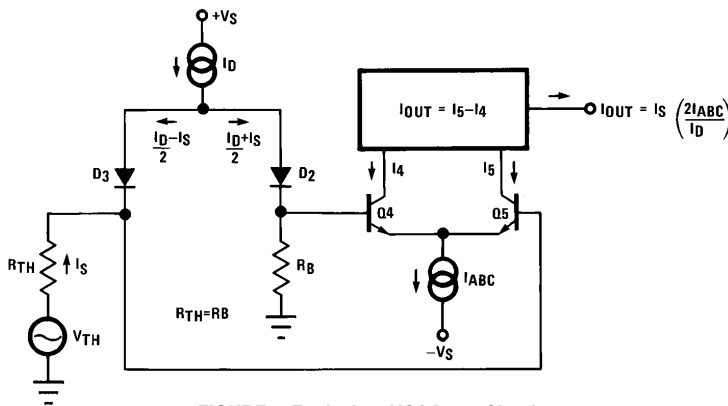 +VS
ID
IOUT = I5–I4
IOUT = IS (2IABC/ID)
ID/2–IS
ID/2+IS
I4
I5
D3
D2
Q4
Q5
RTH
IS
RB
IABC
RTH=RB
VTH
–VS